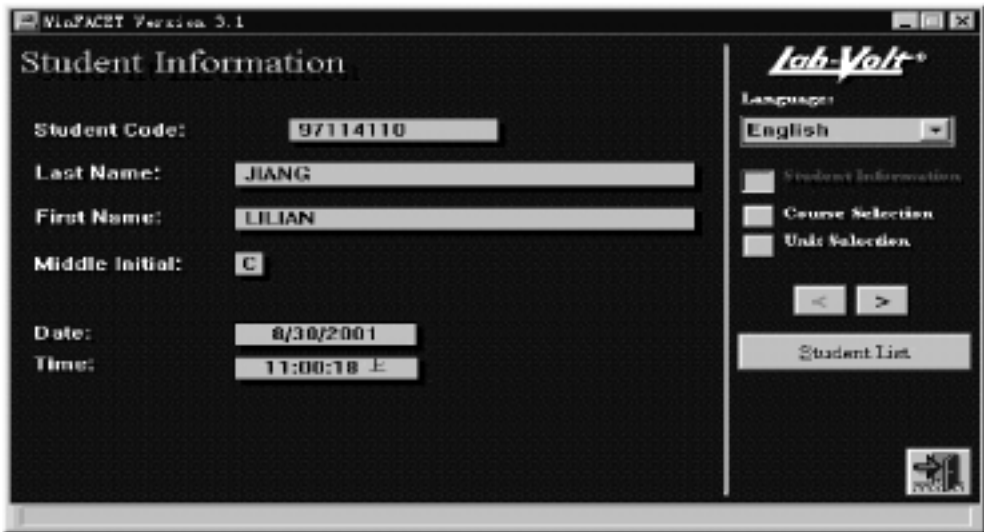 WinFACET Version 3.1
Student Information
Student Code: 97114110
Last Name: JIANG
First Name: LILIAN
Middle Initial: C
Date: 8/30/2001
Time: 11:00:18 上
Lab-Volt®
Language:
English
Student Information
Course Selection
Unit Selection
< >
Student List